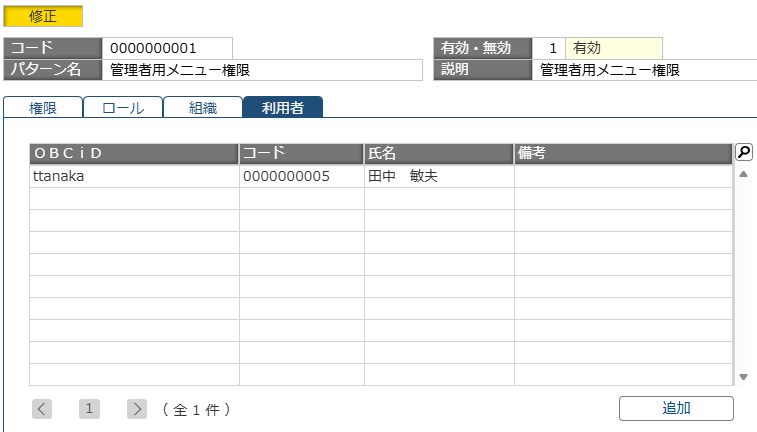 修正
コード 0000000001 有効・無効 1 有効
パターン名 管理者用メニュー権限 説明 管理者用メニュー権限
権限 ロール 組織 利用者
ＯＢＣｉＤ コード 氏名 備考
ttanaka 0000000005 田中　敏夫
1 （ 全 1 件 ） 追加